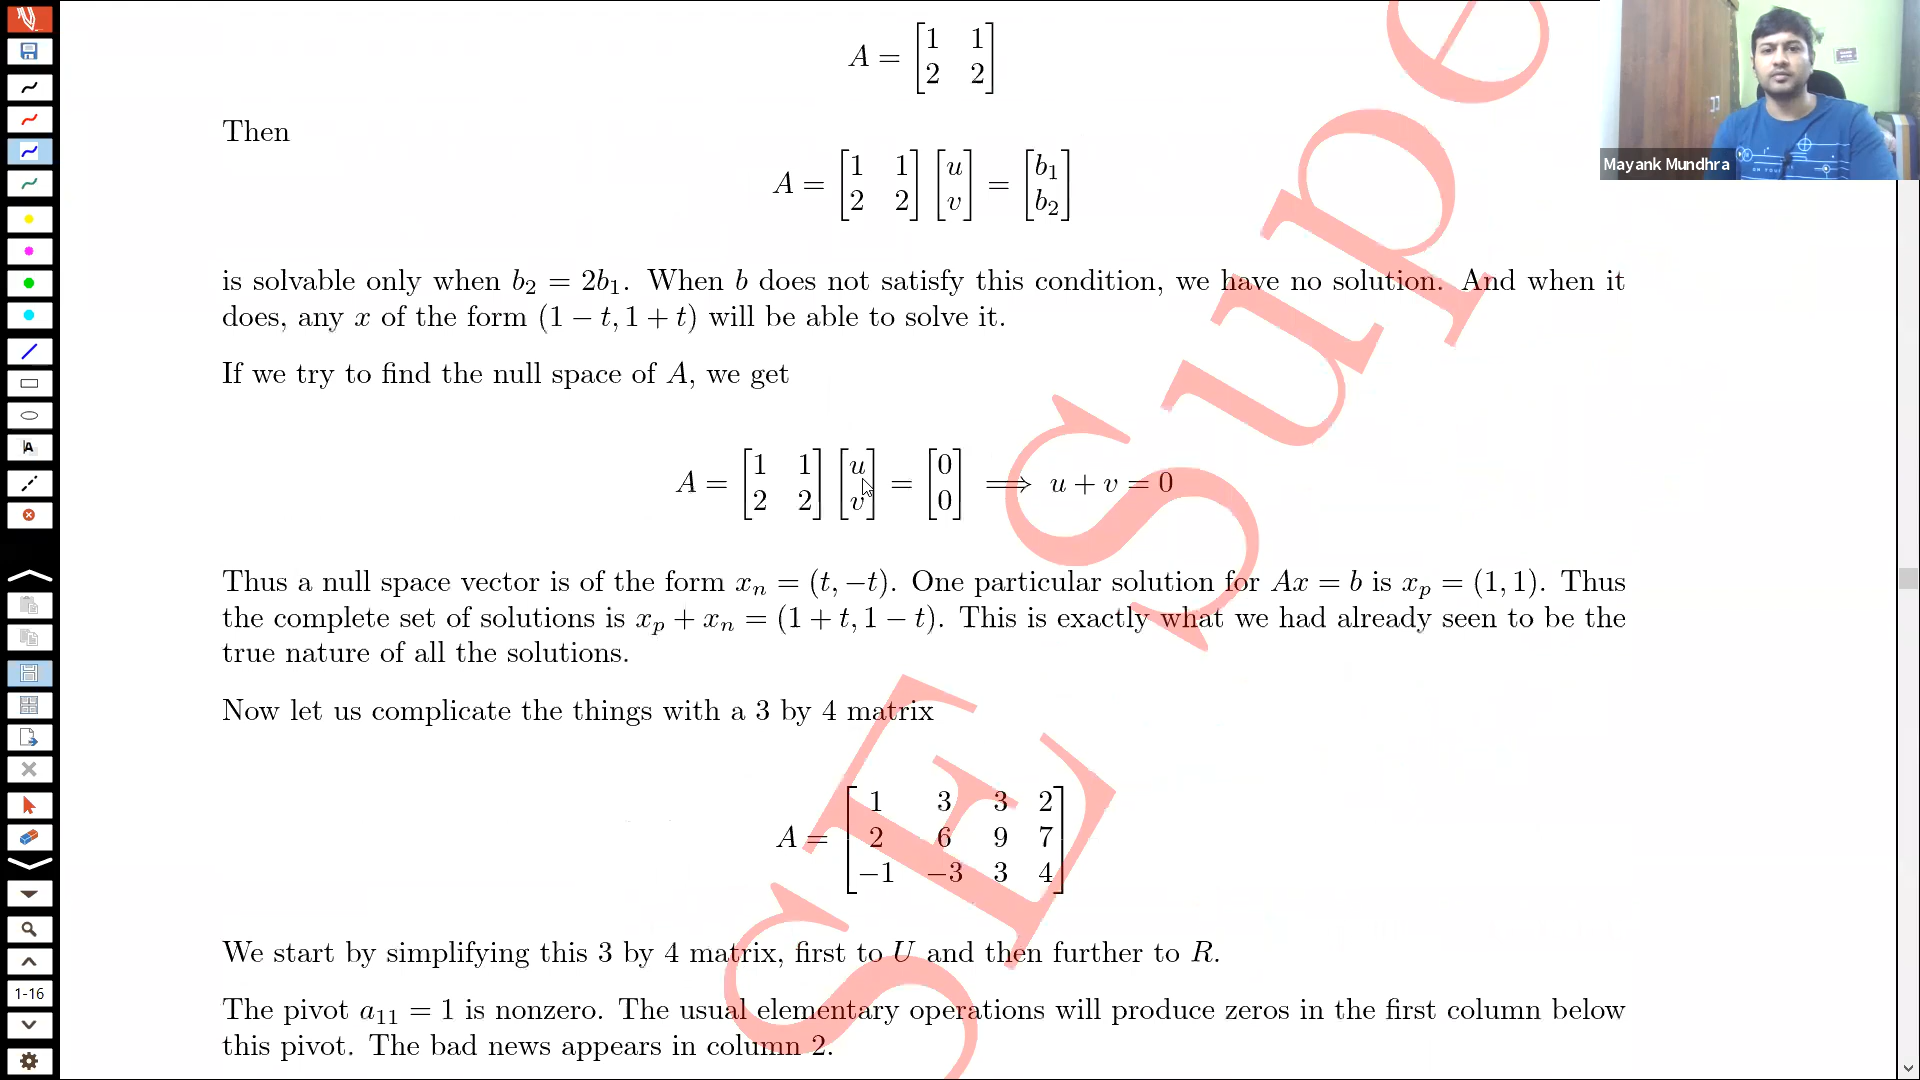 A = [1 1; 2 2]
Mayank Mundhra
Then
A = [1 1; 2 2] [u; v] = [b₁; b₂]
is solvable only when b₂ = 2b₁. When b does not satisfy this condition, we have no solution. And when it
does, any x of the form (1 − t, 1 + t) will be able to solve it.
If we try to find the null space of A, we get
A = [1 1; 2 2] [u; v] = [0; 0] ⟹ u + v = 0
Thus a null space vector is of the form xₙ = (t, −t). One particular solution for Ax = b is xₚ = (1, 1). Thus
the complete set of solutions is xₚ + xₙ = (1 + t, 1 − t). This is exactly what we had already seen to be the
true nature of all the solutions.
Now let us complicate the things with a 3 by 4 matrix
A = [1 3 3 2; 2 6 9 7; −1 −3 3 4]
We start by simplifying this 3 by 4 matrix, first to U and then further to R.
The pivot a₁₁ = 1 is nonzero. The usual elementary operations will produce zeros in the first column below
this pivot. The bad news appears in column 2.
SE Supe
1-16